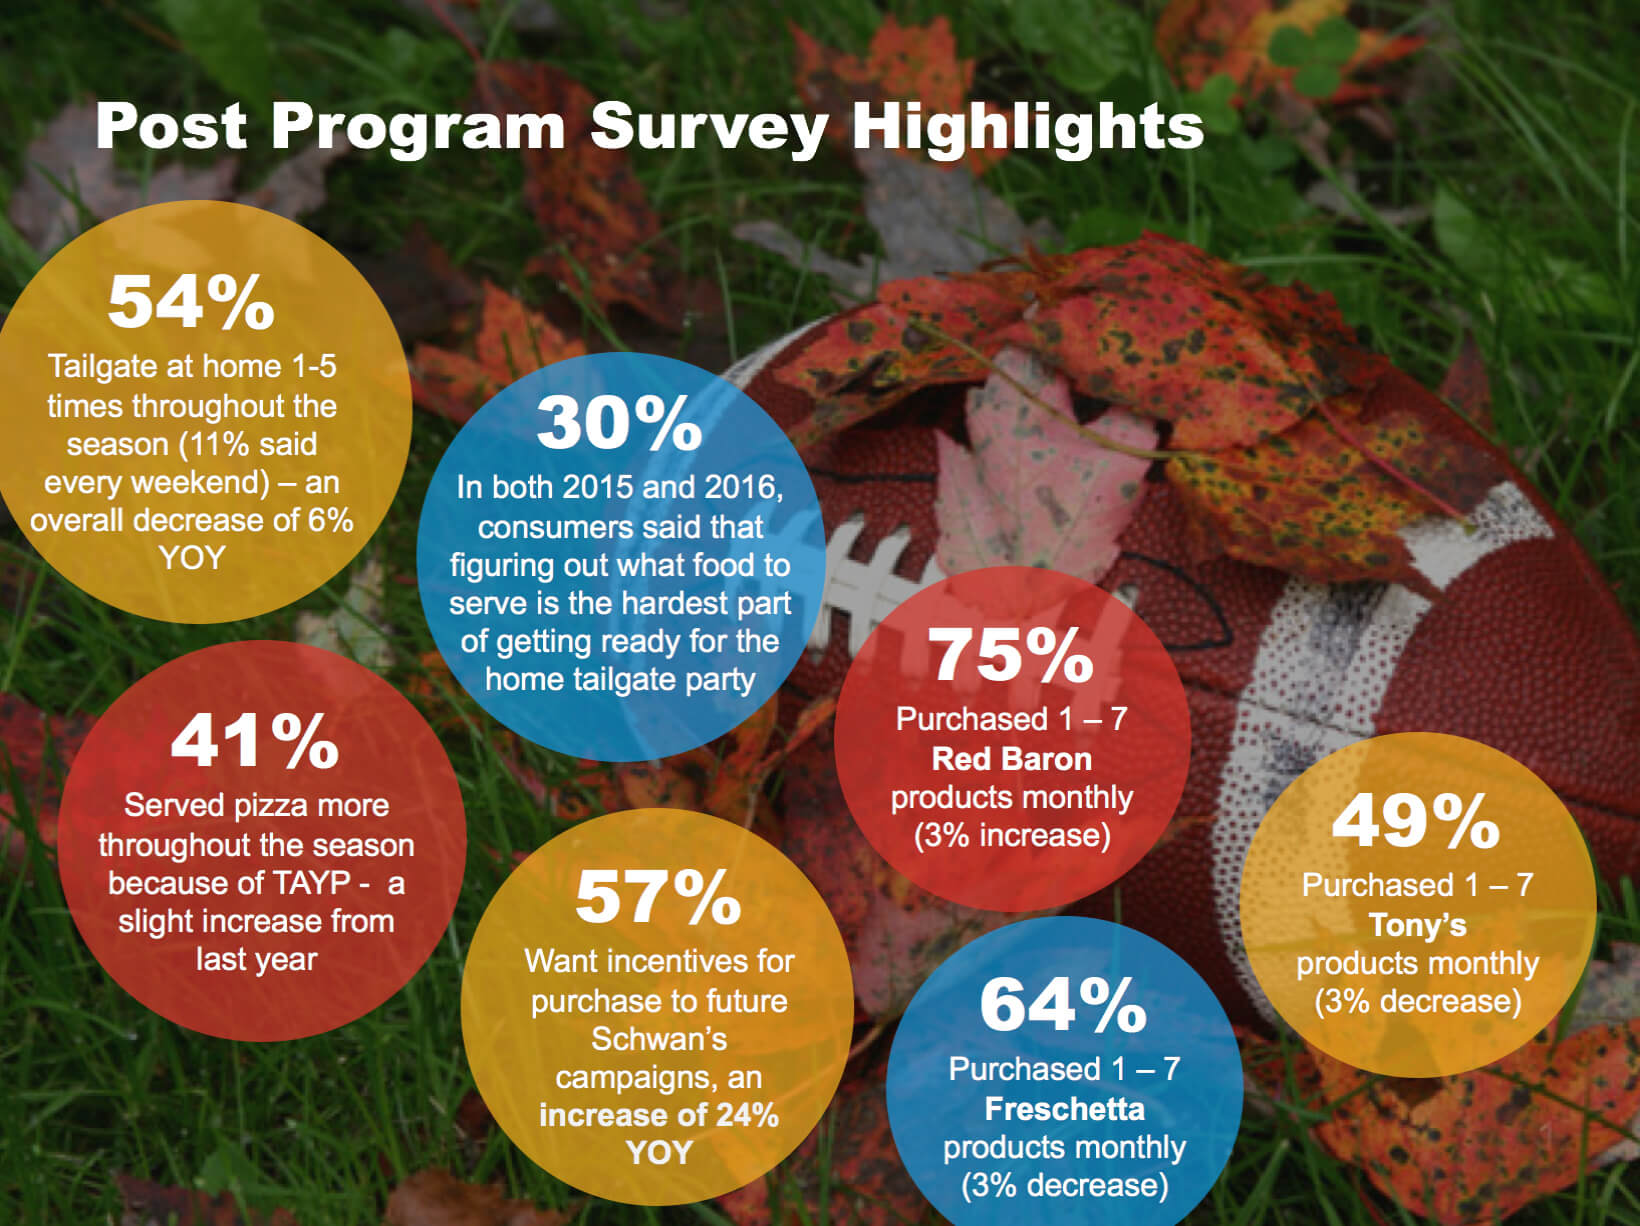 Post Program Survey Highlights
54%
Tailgate at home 1-5
times throughout the
season (11% said
every weekend) – an
overall decrease of 6%
YOY
30%
In both 2015 and 2016,
consumers said that
figuring out what food to
serve is the hardest part
of getting ready for the
home tailgate party
41%
Served pizza more
throughout the season
because of TAYP -  a
slight increase from
last year
57%
Want incentives for
purchase to future
Schwan’s
campaigns, an
increase of 24%
YOY
75%
Purchased 1 – 7
Red Baron
products monthly
(3% increase)
64%
Purchased 1 – 7
Freschetta
products monthly
(3% decrease)
49%
Purchased 1 – 7
Tony’s
products monthly
(3% decrease)